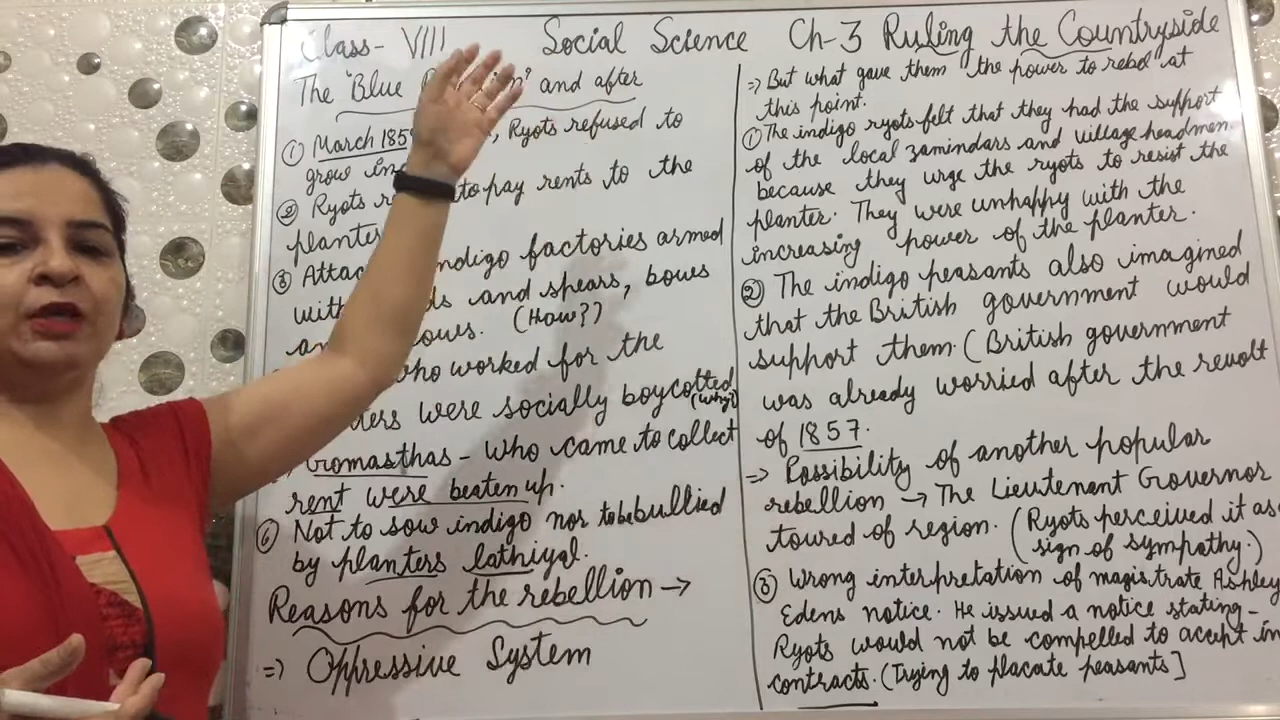 Class- VIII Social Science Ch-3 Ruling the Countryside
The "Blue and after
① March 185 , Ryots refused to
grow in
② Ryots to pay rents to the
planter
③ Attac ndigo factories armed
with ds and spears, bows
an ows. (How?)
who worked for the
ters were socially boycotted
(why?)
Gomasthas - who came to collect
rent were beaten up.
⑥ Not to sow indigo nor to be bullied
by planters lathiyal.
Reasons for the rebellion →
=) Oppressive System
=) But what gave them the power to rebel at
this point.
① The indigo ryots felt that they had the support
of the local zamindars and village headmen
because they urge the ryots to resist the
planter. They were unhappy with the
increasing power of the planter.
② The indigo peasants also imagined
that the British government would
support them. (British government
was already worried after the revolt
of 1857.
=) Possibility of another popular
rebellion → The Lieutenant Governor
toured of region. (Ryots perceived it as
sign of sympathy.)
③ Wrong interpretation of magistrate Ashley
Edens notice. He issued a notice stating-
Ryots would not be compelled to accept in
contracts. (Trying to placate peasants]